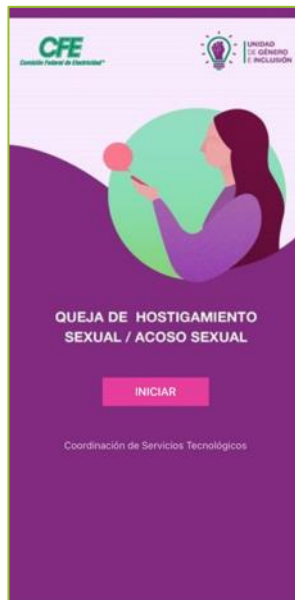 CFE
Comisión Federal de Electricidad
UNIDAD
DE GÉNERO
E INCLUSIÓN
QUEJA DE HOSTIGAMIENTO
SEXUAL / ACOSO SEXUAL
INICIAR
Coordinación de Servicios Tecnológicos